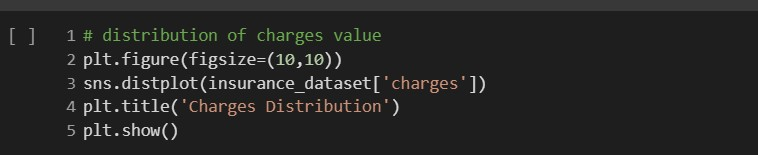 [ ] 1 # distribution of charges value
2 plt.figure(figsize=(10,10))
3 sns.distplot(insurance_dataset['charges'])
4 plt.title('Charges Distribution')
5 plt.show()